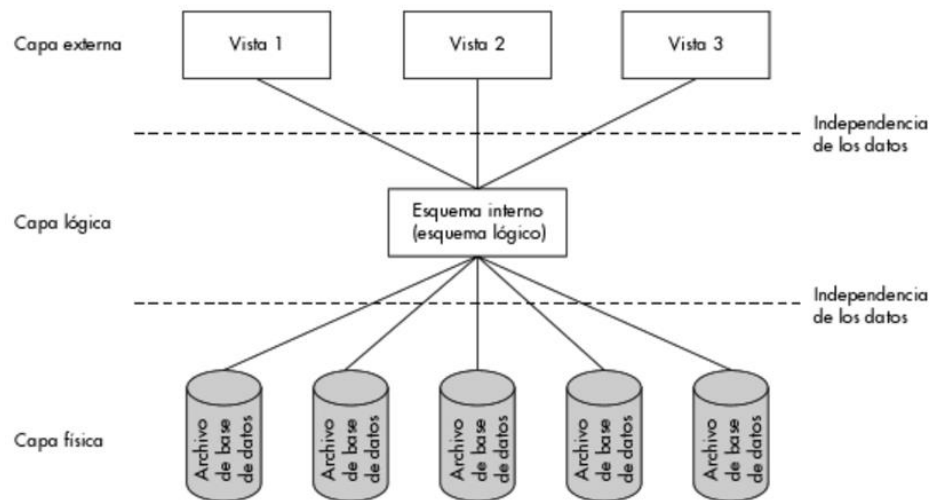 Capa externa
Vista 1
Vista 2
Vista 3
Independencia
de los datos
Capa lógica
Esquema interno
(esquema lógico)
Independencia
de los datos
Capa física
Archivo
de base
de datos
Archivo
de base
de datos
Archivo
de base
de datos
Archivo
de base
de datos
Archivo
de base
de datos